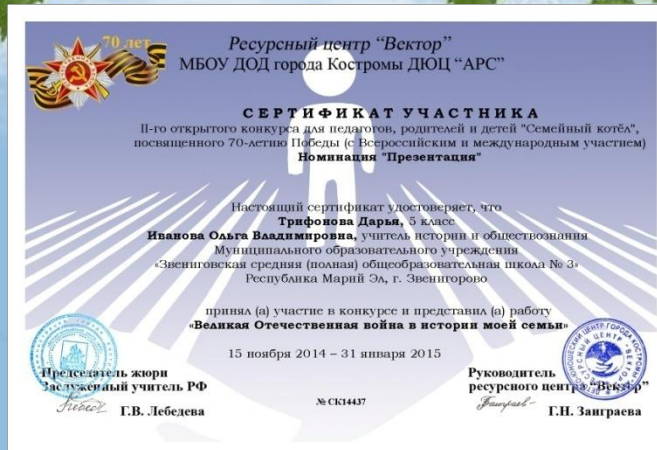 70 лет
Ресурсный центр “Вектор”
МБОУ ДОД города Костромы ДЮЦ “АРС”
СЕРТИФИКАТ УЧАСТНИКА
II-го открытого конкурса для педагогов, родителей и детей "Семейный котёл",
посвященного 70-летию Победы (с Всероссийским и международным участием)
Номинация "Презентация"
Настоящий сертификат удостоверяет, что
Трифонова Дарья, 5 класс
Иванова Ольга Владимировна, учитель истории и обществознания
Муниципального образовательного учреждения
«Звениговская средняя (полная) общеобразовательная школа № 3»
Республика Марий Эл, г. Звенигорово
принял (а) участие в конкурсе и представил (а) работу
«Великая Отечественная война в истории моей семьи»
15 ноября 2014 – 31 января 2015
Председатель жюри
Заслуженный учитель РФ
Г.В. Лебедева
№ СК14437
Руководитель
ресурсного центра “Вектор”
Г.Н. Заиграева